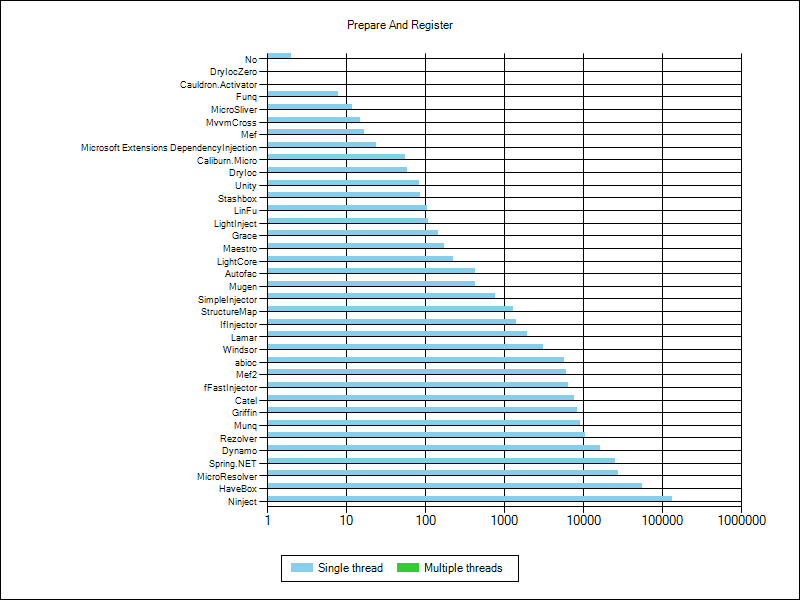 Prepare And Register
No
DryIocZero
Cauldron.Activator
Funq
MicroSliver
MvvmCross
Mef
Microsoft Extensions DependencyInjection
Caliburn.Micro
DryIoc
Unity
Stashbox
LinFu
LightInject
Grace
Maestro
LightCore
Autofac
Mugen
SimpleInjector
StructureMap
IfInjector
Lamar
Windsor
abioc
Mef2
fFastInjector
Catel
Griffin
Munq
Rezolver
Dynamo
Spring.NET
MicroResolver
HaveBox
Ninject
1 10 100 1000 10000 100000 1000000
Single thread Multiple threads